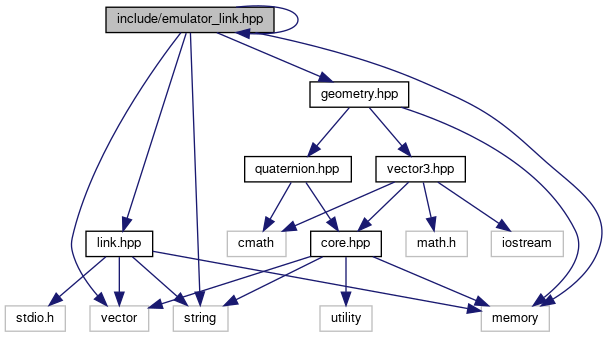 include/emulator_link.hpp
geometry.hpp
quaternion.hpp
vector3.hpp
link.hpp
cmath
core.hpp
math.h
iostream
stdio.h
vector
string
utility
memory